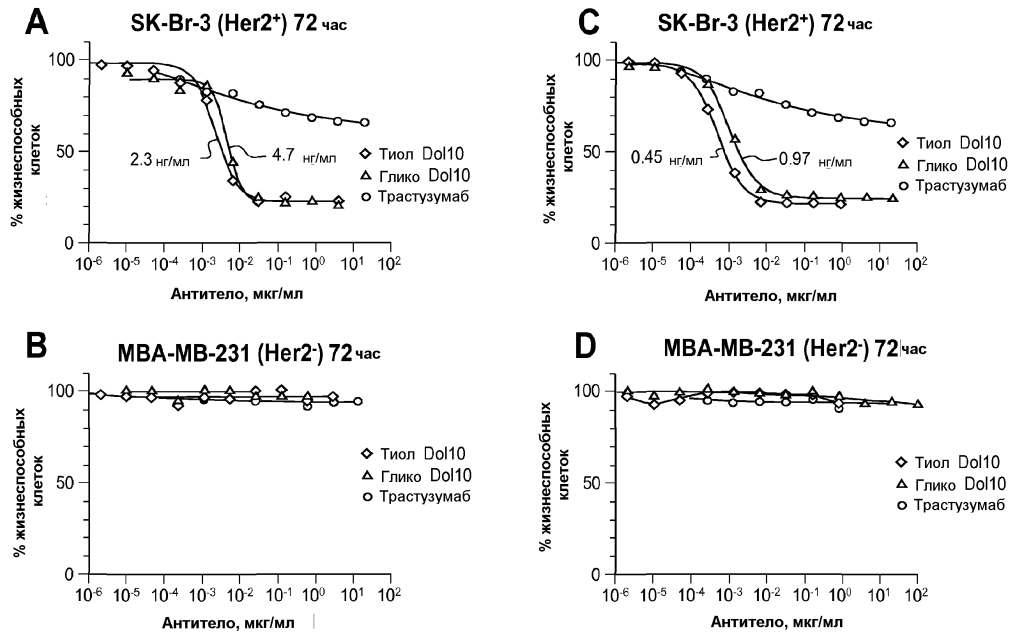 A
SK-Br-3 (Her2+) 72 час
% жизнеспособных
клеток
100
50
0
2.3 нг/мл
4.7 нг/мл
Тиол Dol10
Глико Dol10
Трастузумаб
10-6 10-5 10-4 10-3 10-2 10-1 100 101 102
Антитело, мкг/мл
C
SK-Br-3 (Her2+) 72 час
% жизнеспособных
клеток
100
50
0
0.45 нг/мл
0.97 нг/мл
Тиол Dol10
Глико Dol10
Трастузумаб
10-6 10-5 10-4 10-3 10-2 10-1 100 101 102
Антитело, мкг/мл
B
MBA-MB-231 (Her2-) 72 час
% жизнеспособных
клеток
100
50
0
Тиол Dol10
Глико Dol10
Трастузумаб
10-6 10-5 10-4 10-3 10-2 10-1 100 101 102
Антитело, мкг/мл
D
MBA-MB-231 (Her2-) 72 час
% жизнеспособных
клеток
100
50
0
Тиол Dol10
Глико Dol10
Трастузумаб
10-6 10-5 10-4 10-3 10-2 10-1 100 101 102
Антитело, мкг/мл